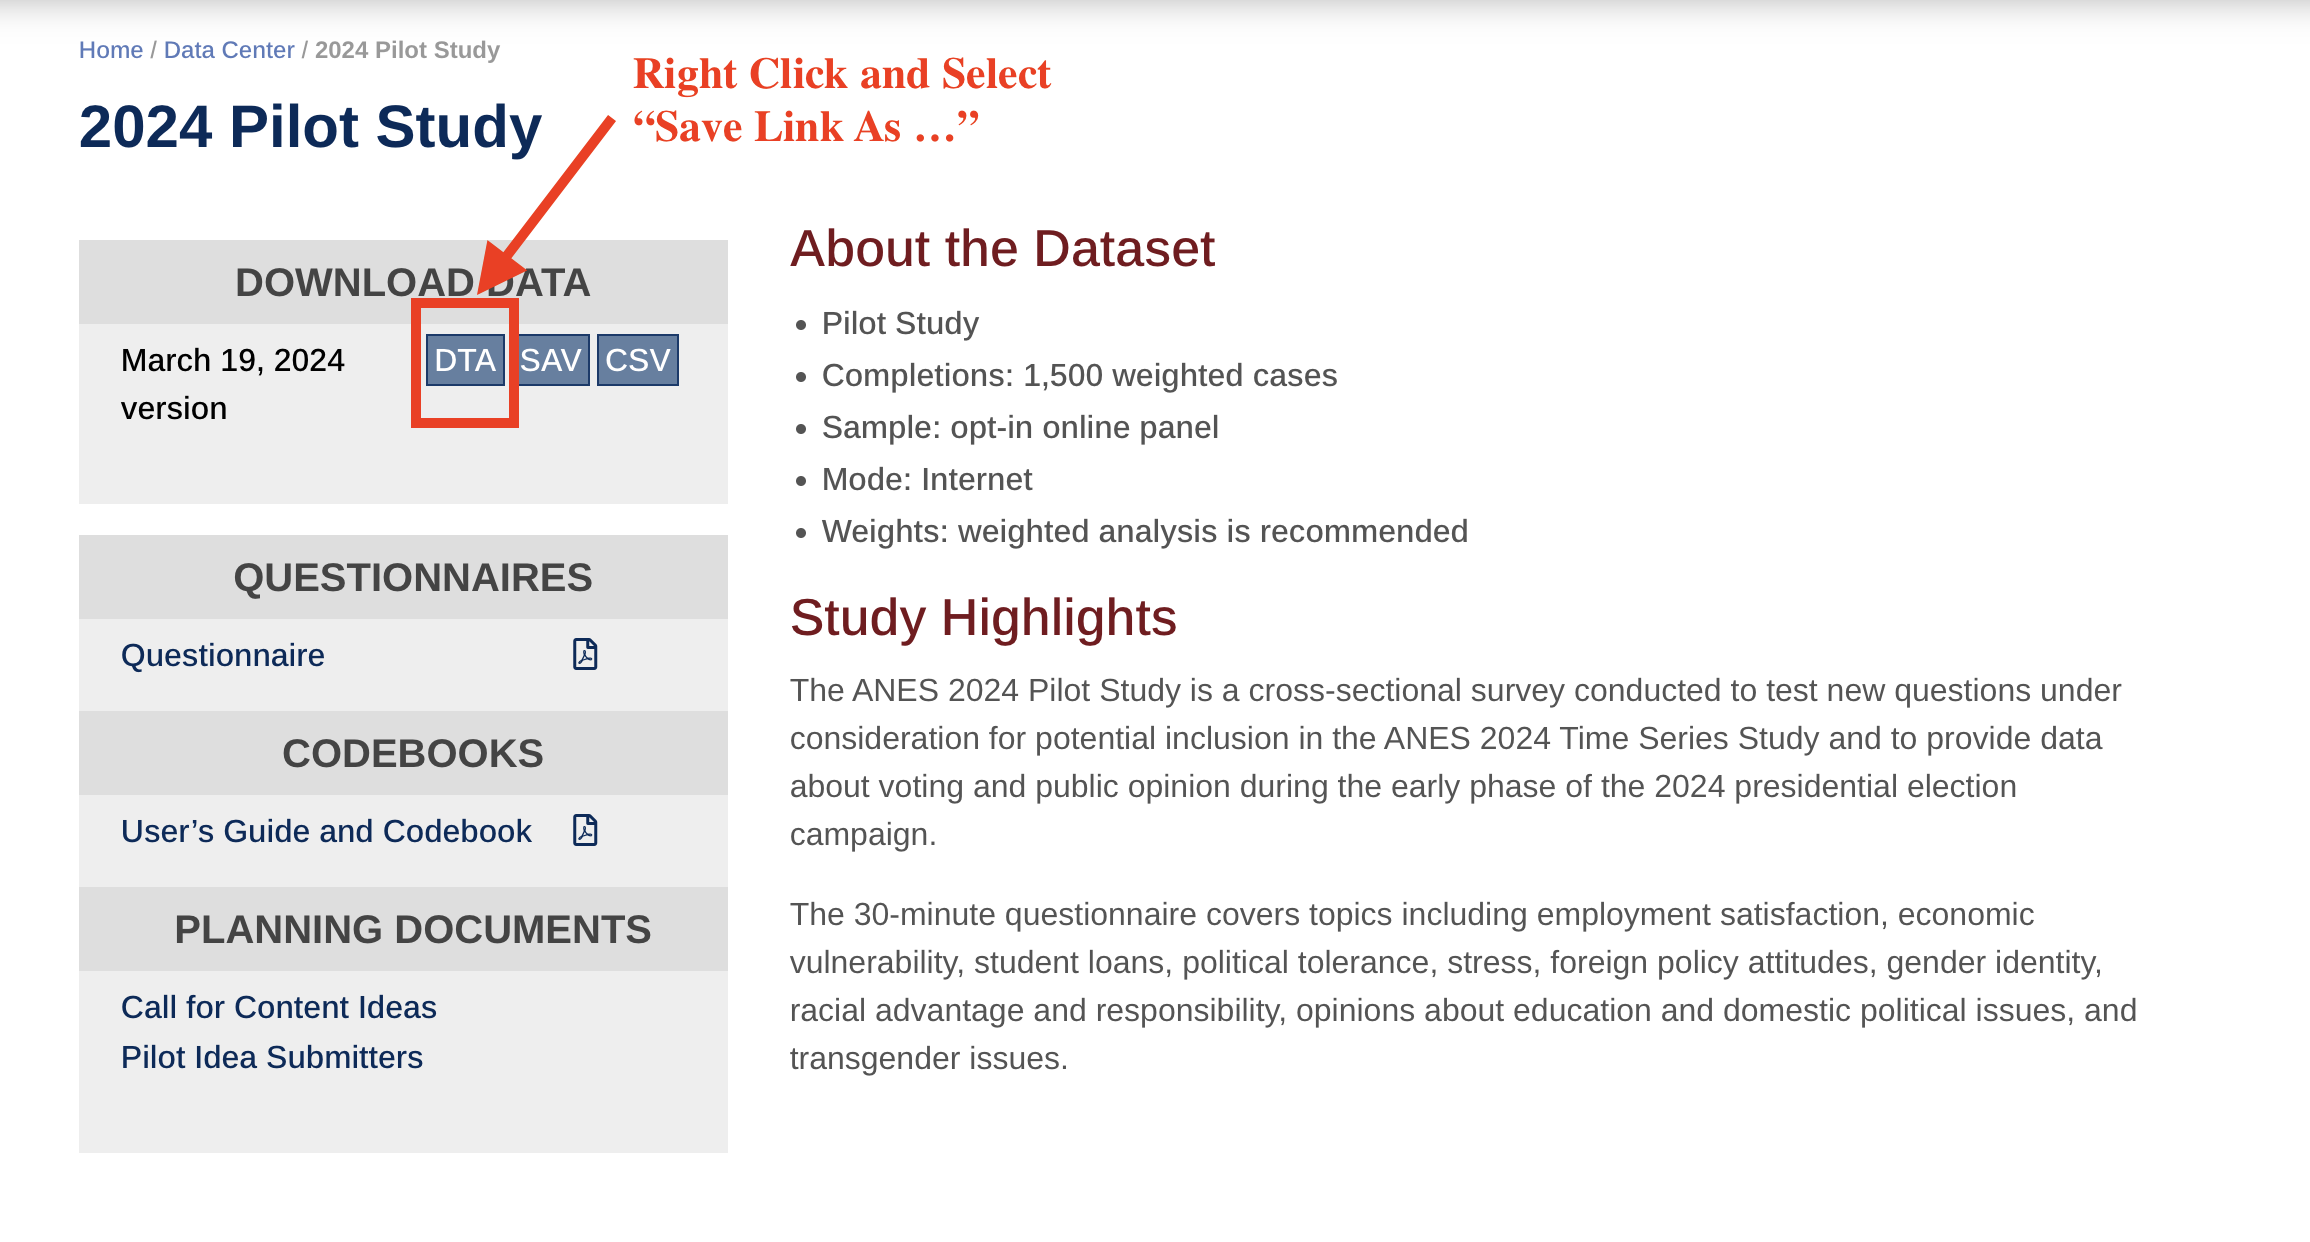 Home / Data Center / 2024 Pilot Study
Right Click and Select
“Save Link As …”
2024 Pilot Study
DOWNLOAD DATA
March 19, 2024
version
DTA SAV CSV
QUESTIONNAIRES
Questionnaire
CODEBOOKS
User’s Guide and Codebook
PLANNING DOCUMENTS
Call for Content Ideas
Pilot Idea Submitters
About the Dataset
• Pilot Study
• Completions: 1,500 weighted cases
• Sample: opt-in online panel
• Mode: Internet
• Weights: weighted analysis is recommended
Study Highlights
The ANES 2024 Pilot Study is a cross-sectional survey conducted to test new questions under
consideration for potential inclusion in the ANES 2024 Time Series Study and to provide data
about voting and public opinion during the early phase of the 2024 presidential election
campaign.
The 30-minute questionnaire covers topics including employment satisfaction, economic
vulnerability, student loans, political tolerance, stress, foreign policy attitudes, gender identity,
racial advantage and responsibility, opinions about education and domestic political issues, and
transgender issues.